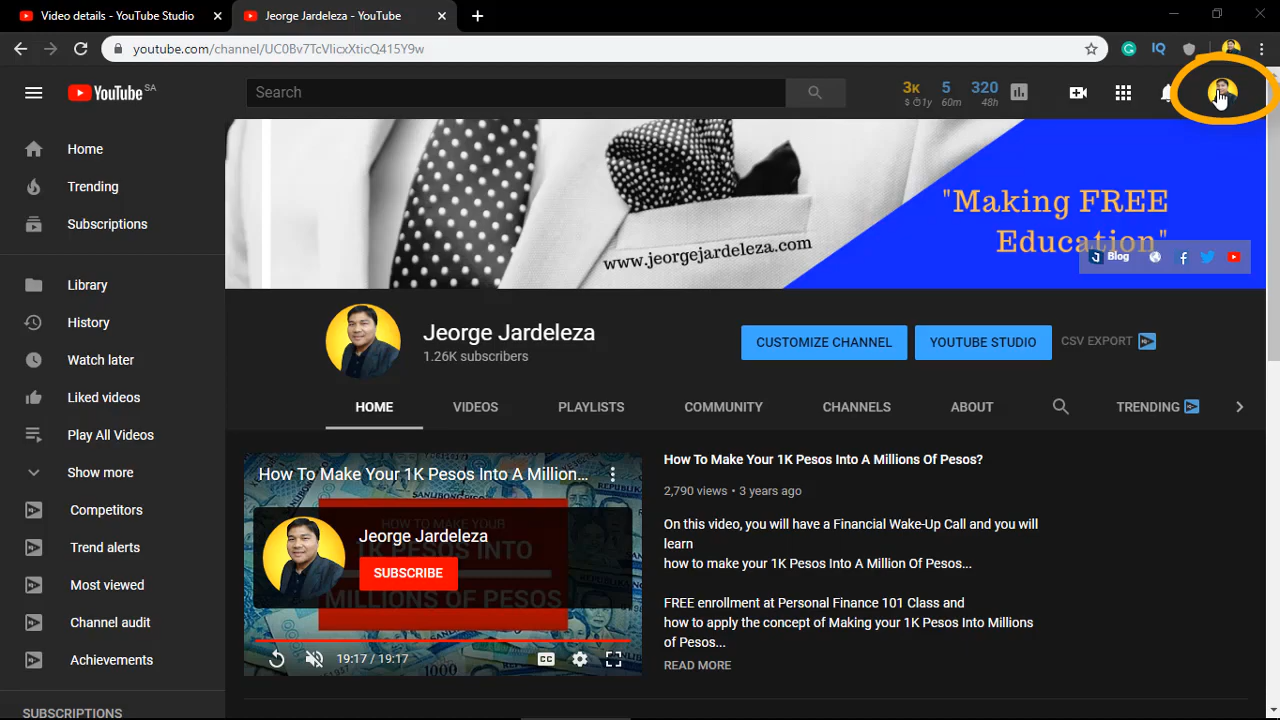 Video details - YouTube Studio
Jeorge Jardeleza - YouTube
youtube.com/channel/UC0Bv7TcVlicxXticQ415Y9w
IQ
YouTube SA
Search
3K
$ 1y
5
60m
320
48h
Home
Trending
Subscriptions
Library
History
Watch later
Liked videos
Play All Videos
Show more
Competitors
Trend alerts
Most viewed
Channel audit
Achievements
SUBSCRIPTIONS
www.jeorgejardeleza.com
"Making FREE
Education"
Blog
Jeorge Jardeleza
1.26K subscribers
CUSTOMIZE CHANNEL
YOUTUBE STUDIO
CSV EXPORT
HOME
VIDEOS
PLAYLISTS
COMMUNITY
CHANNELS
ABOUT
TRENDING
How To Make Your 1K Pesos Into A Million...
HOW TO MAKE YOUR
1K PESOS INTO
MILLIONS OF PESOS
Jeorge Jardeleza
SUBSCRIBE
19:17 / 19:17
CC
How To Make Your 1K Pesos Into A Millions Of Pesos?
2,790 views • 3 years ago
On this video, you will have a Financial Wake-Up Call and you will
learn
how to make your 1K Pesos Into A Million Of Pesos...
FREE enrollment at Personal Finance 101 Class and
how to apply the concept of Making your 1K Pesos Into Millions
of Pesos...
READ MORE